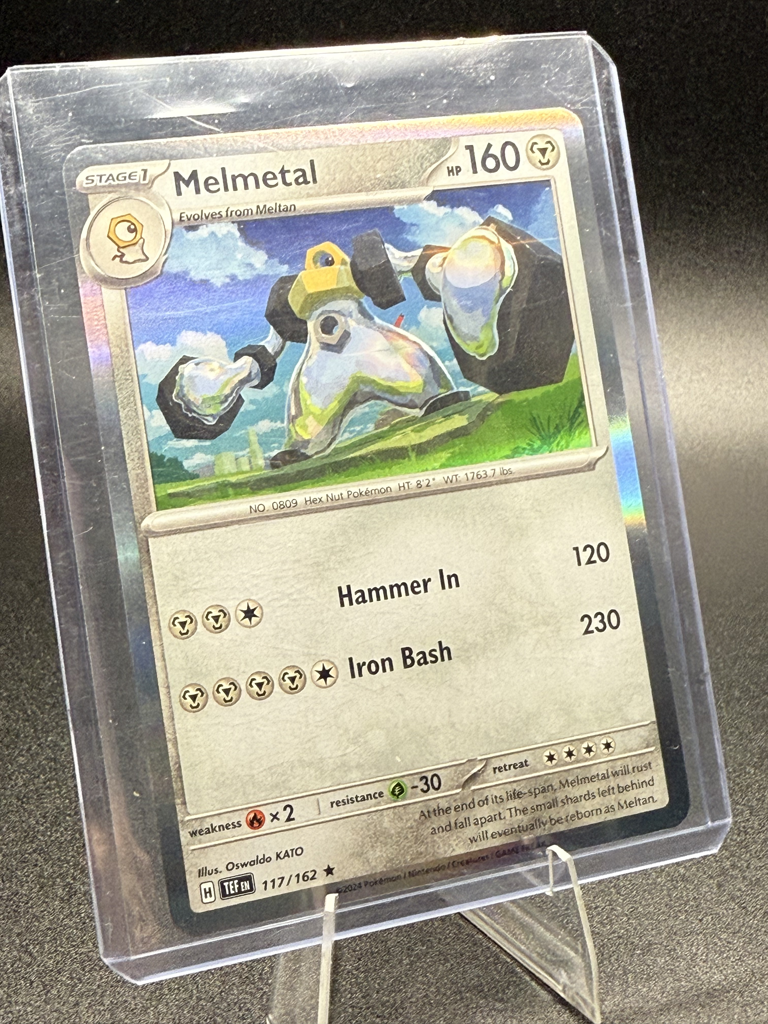 STAGE 1 Melmetal HP 160
Evolves from Meltan
NO. 0809 Hex Nut Pokémon HT: 8'2" WT: 1763.7 lbs.
Hammer In 120
Iron Bash 230
weakness ×2 resistance -30 retreat
At the end of its life-span, Melmetal will rust
and fall apart. The small shards left behind
will eventually be reborn as Meltan.
Illus. Oswaldo KATO
H TEF EN 117/162 ★
©2024 Pokémon / Nintendo / Creatures / GAME FREAK